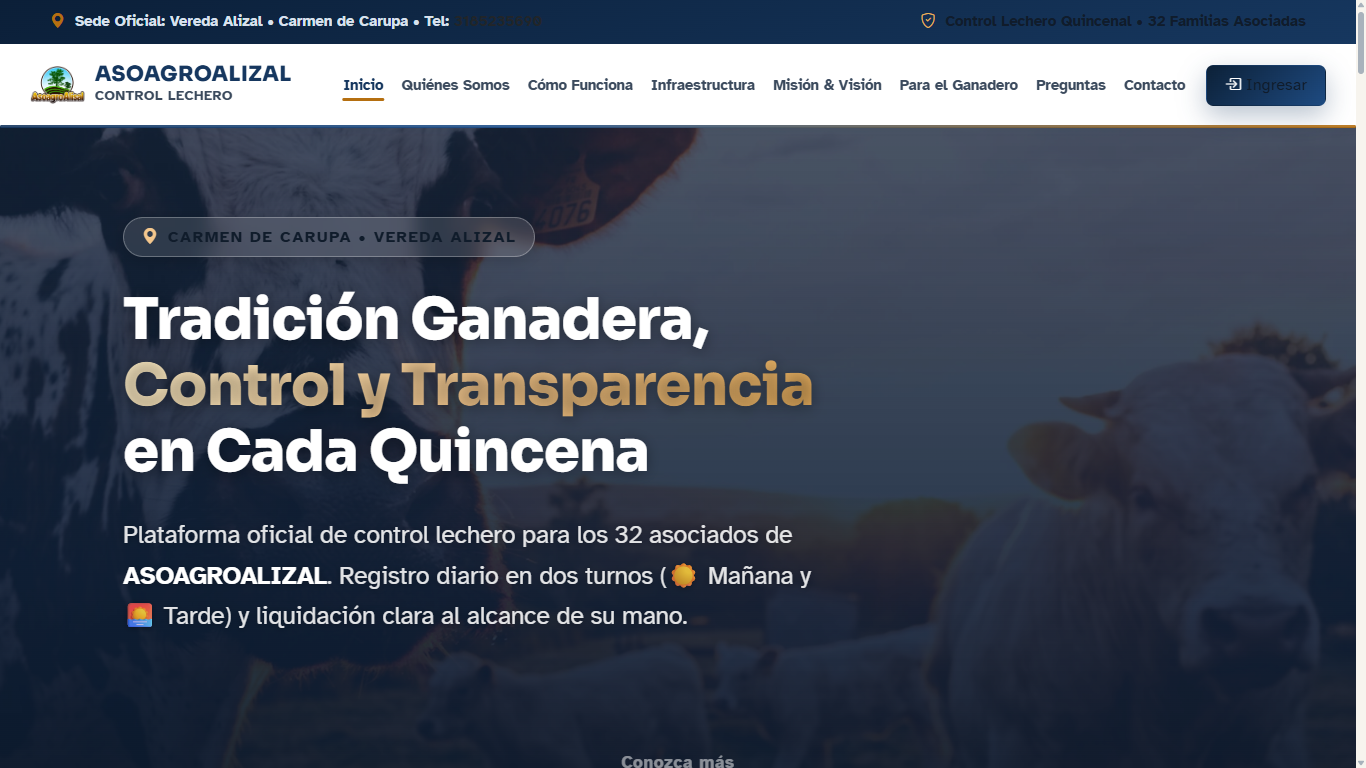 Sede Oficial: Vereda Alizal • Carmen de Carupa • Tel:
Control Lechero Quincenal • 32 Familias Asociadas
AsoagroAlisal
ASOAGROALIZAL
CONTROL LECHERO
Inicio
Quiénes Somos
Cómo Funciona
Infraestructura
Misión & Visión
Para el Ganadero
Preguntas
Contacto
Ingresar
4076
CARMEN DE CARUPA • VEREDA ALIZAL
Tradición Ganadera,
Control y Transparencia
en Cada Quincena
Plataforma oficial de control lechero para los 32 asociados de
ASOAGROALIZAL. Registro diario en dos turnos (☀️ Mañana y
🌅 Tarde) y liquidación clara al alcance de su mano.
Conozca más